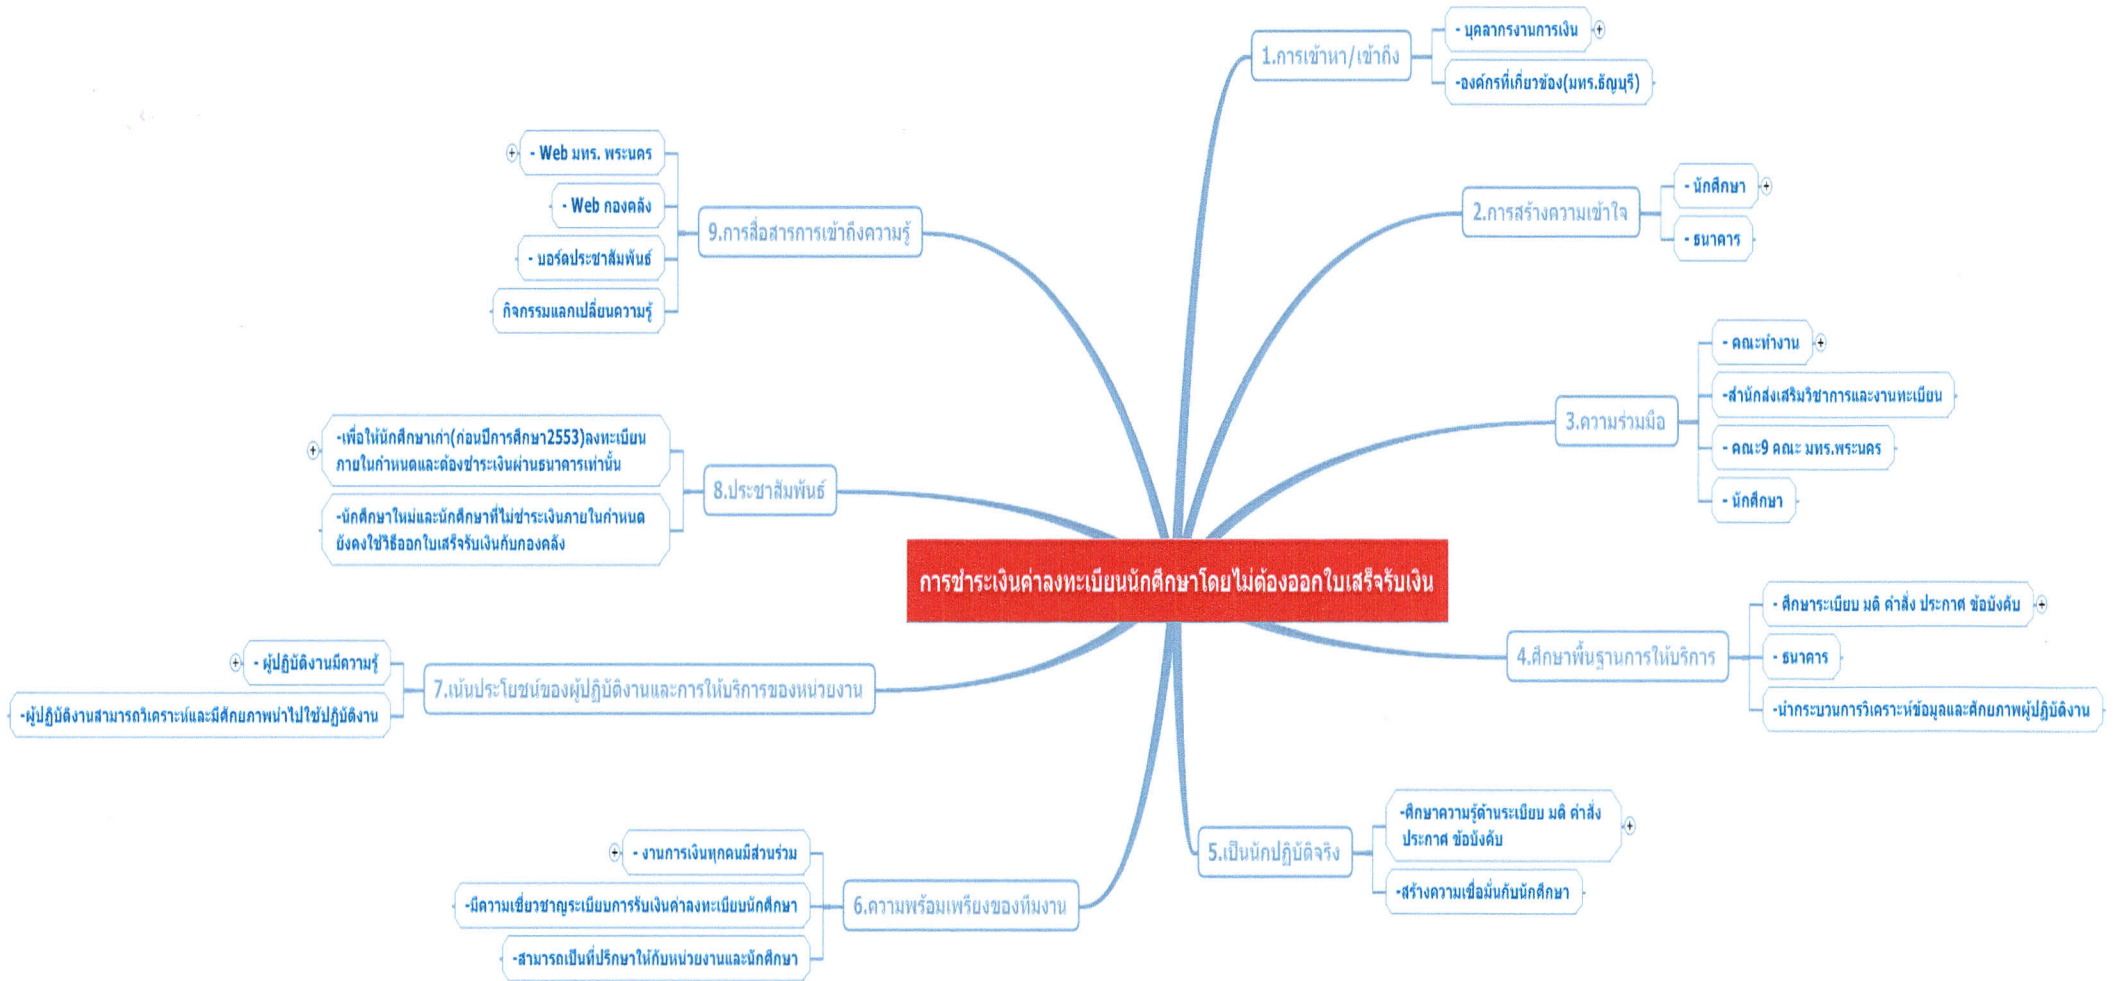 การชำระเงินค่าลงทะเบียนนักศึกษาโดยไม่ต้องออกใบเสร็จรับเงิน
1.การเข้าหา/เข้าถึง
- บุคลากรงานการเงิน
-องค์กรที่เกี่ยวข้อง(มทร.ธัญบุรี)
2.การสร้างความเข้าใจ
- นักศึกษา
- ธนาคาร
3.ความร่วมมือ
- คณะทำงาน
-สำนักส่งเสริมวิชาการและงานทะเบียน
- คณะ9 คณะ มทร.พระนคร
- นักศึกษา
4.ศึกษาพื้นฐานการให้บริการ
- ศึกษาระเบียบ มติ คำสั่ง ประกาศ ข้อบังคับ
- ธนาคาร
-นำกระบวนการวิเคราะห์ข้อมูลและศักยภาพผู้ปฏิบัติงาน
5.เป็นนักปฏิบัติจริง
-ศึกษาความรู้ด้านระเบียบ มติ คำสั่ง
ประกาศ ข้อบังคับ
-สร้างความเชื่อมั่นกับนักศึกษา
6.ความพร้อมเพรียงของทีมงาน
- งานการเงินทุกคนมีส่วนร่วม
-มีความเชี่ยวชาญระเบียบการรับเงินค่าลงทะเบียบนักศึกษา
-สามารถเป็นที่ปรึกษาให้กับหน่วยงานและนักศึกษา
7.เน้นประโยชน์ของผู้ปฏิบัติงานและการให้บริการของหน่วยงาน
- ผู้ปฏิบัติงานมีความรู้
-ผู้ปฏิบัติงานสามารถวิเคราะห์และมีศักยภาพนำไปใช้ปฏิบัติงาน
8.ประชาสัมพันธ์
-เพื่อให้นักศึกษาเก่า(ก่อนปีการศึกษา2553)ลงทะเบียน
ภายในกำหนดและต้องชำระเงินผ่านธนาคารเท่านั้น
-นักศึกษาใหม่และนักศึกษาที่ไม่ชำระเงินภายในกำหนด
ยังคงใช้วิธีออกใบเสร็จรับเงินกับกองคลัง
9.การสื่อสารการเข้าถึงความรู้
- Web มทร. พระนคร
- Web กองคลัง
- บอร์ดประชาสัมพันธ์
กิจกรรมแลกเปลี่ยนความรู้